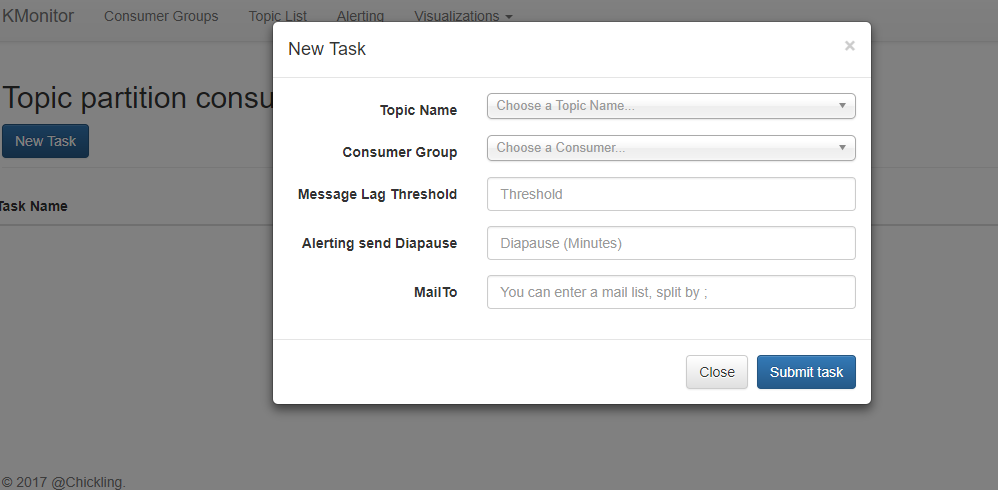 KMonitor Consumer Groups Topic List Alerting Visualizations
New Task ×
Topic partition consu
New Task
Task Name
Topic Name Choose a Topic Name...
Consumer Group Choose a Consumer...
Message Lag Threshold Threshold
Alerting send Diapause Diapause (Minutes)
MailTo You can enter a mail list, split by ;
Close Submit task
© 2017 @Chickling.